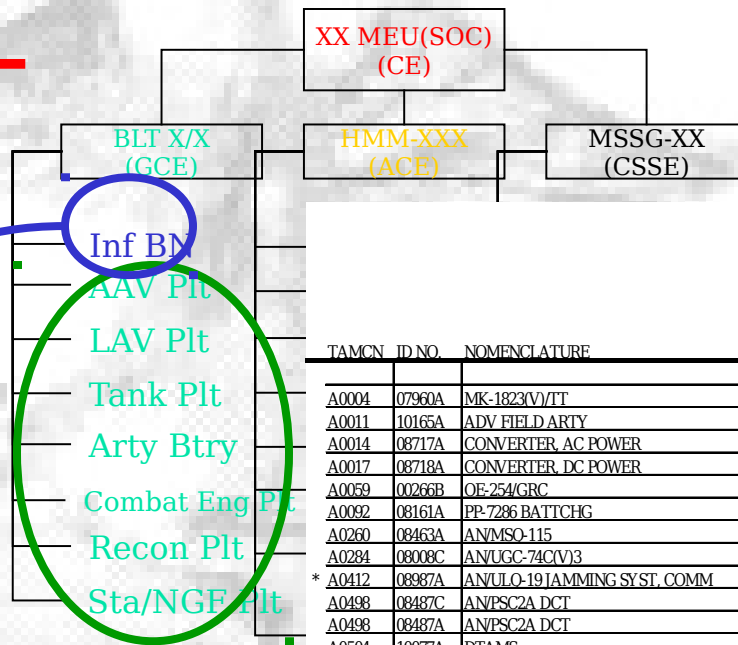 XX MEU(SOC)
(CE)
BLT X/X
(GCE)
HMM-XXX
(ACE)
MSSG-XX
(CSSE)
Inf BN
AAV Plt
LAV Plt
Tank Plt
Arty Btry
Combat Eng Plt
Recon Plt
Sta/NGF Plt
TAMCN ID NO. NOMENCLATURE
A0004 07960A MK-1823(V)/TT
A0011 10165A ADV FIELD ARTY
A0014 08717A CONVERTER, AC POWER
A0017 08718A CONVERTER, DC POWER
A0059 00266B OE-254/GRC
A0092 08161A PP-7286 BATTCHG
A0260 08463A AN/MSQ-115
A0284 08008C AN/UGC-74C(V)3
* A0412 08987A AN/ULQ-19 JAMMING SYST, COMM
A0498 08487C AN/PSC2A DCT
A0498 08487A AN/PSC2A DCT